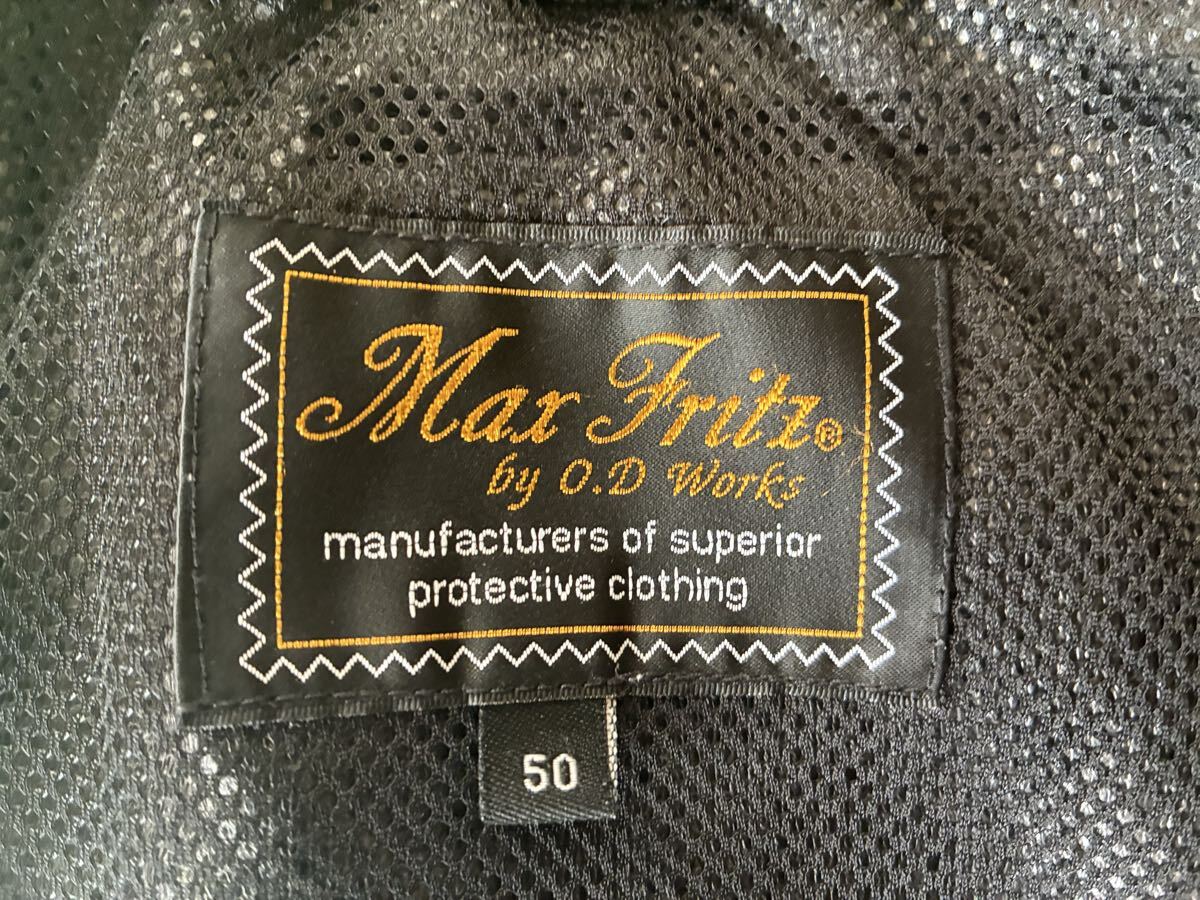 Max Fritz®
by O.D Works
manufacturers of superior
protective clothing
50